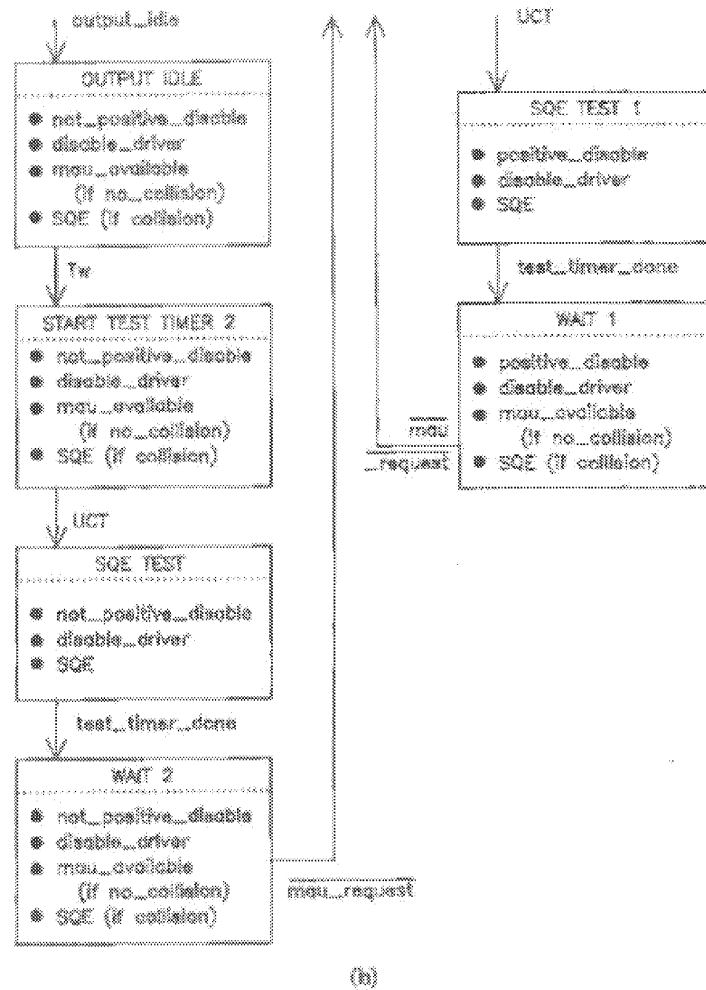 output_idle
OUTPUT IDLE
● not_positive_disable
● disable_driver
● mau_available
(if no_collision)
● SQE (if collision)
Tw
START TEST TIMER 2
● not_positive_disable
● disable_driver
● mau_available
(if no_collision)
● SQE (if collision)
UCT
SQE TEST
● not_positive_disable
● disable_driver
● SQE
test_timer_done
WAIT 2
● not_positive_disable
● disable_driver
● mau_available
(if no_collision)
● SQE (if collision)
mau_request
UCT
SQE TEST 1
● positive_disable
● disable_driver
● SQE
test_timer_done
WAIT 1
● positive_disable
● disable_driver
● mau_available
(if no_collision)
● SQE (if collision)
mau
_request
(b)